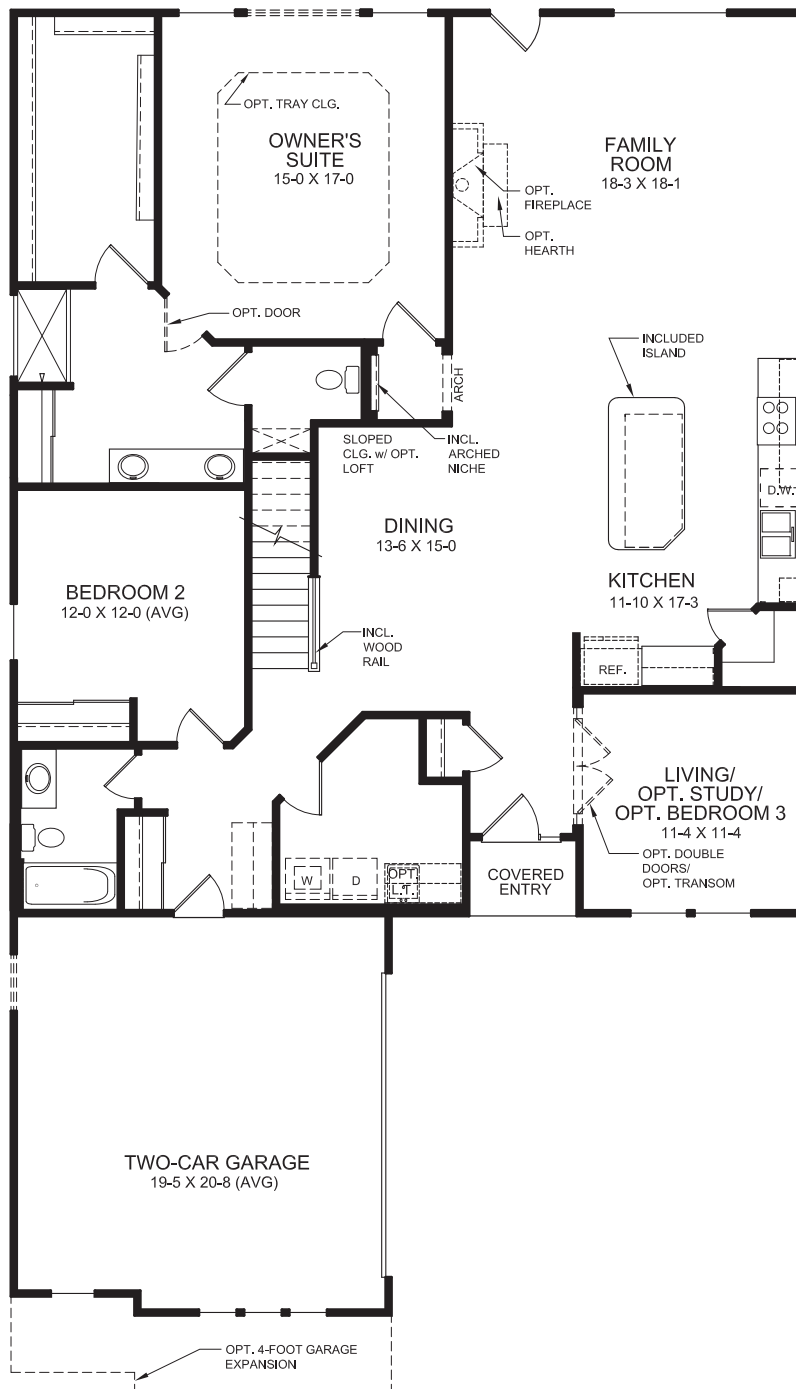 OPT. TRAY CLG.
OWNER'S
SUITE
15-0 X 17-0
FAMILY
ROOM
18-3 X 18-1
OPT.
FIREPLACE
OPT.
HEARTH
OPT. DOOR
INCLUDED
ISLAND
ARCH
SLOPED
CLG. w/ OPT.
LOFT
INCL.
ARCHED
NICHE
D.W.
DINING
13-6 X 15-0
KITCHEN
11-10 X 17-3
BEDROOM 2
12-0 X 12-0 (AVG)
INCL.
WOOD
RAIL
REF.
LIVING/
OPT. STUDY/
OPT. BEDROOM 3
11-4 X 11-4
OPT. DOUBLE
DOORS/
OPT. TRANSOM
W
D
OPT.
L.T.
COVERED
ENTRY
TWO-CAR GARAGE
19-5 X 20-8 (AVG)
OPT. 4-FOOT GARAGE
EXPANSION